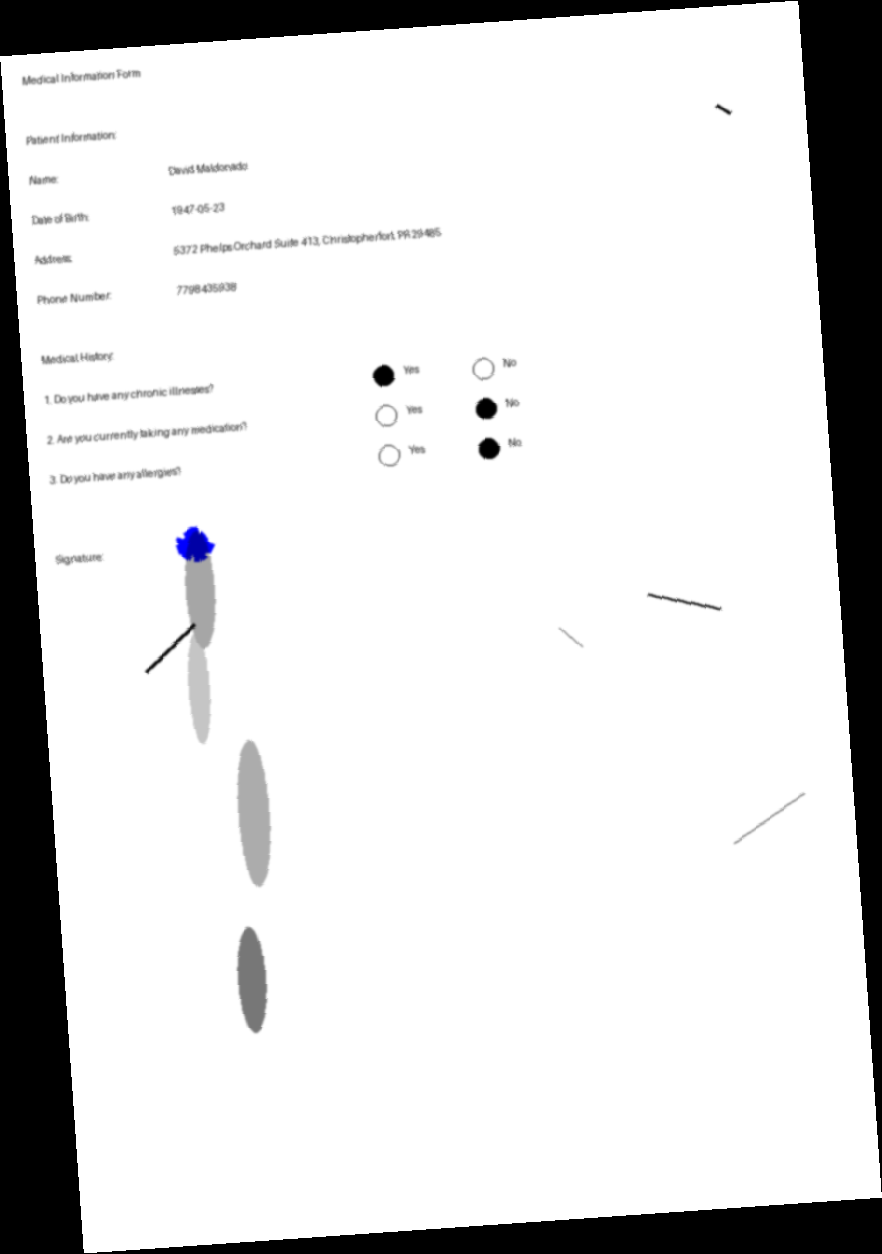 Medical Information Form
Patient Information:
Name: David Maldonado
Date of Birth: 1947-05-23
Address: 5372 Phelps Orchard Suite 413, Christopherfort, PR 29485
Phone Number: 7798435938
Medical History:
1. Do you have any chronic illnesses? Yes No
2. Are you currently taking any medication? Yes No
3. Do you have any allergies? Yes No
Signature: